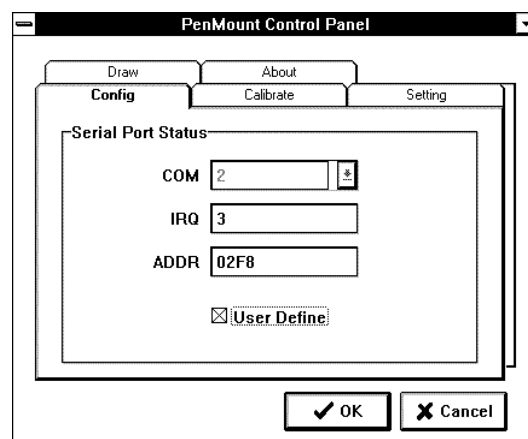 PenMount Control Panel
Draw About
Config Calibrate Setting
Serial Port Status
COM 2
IRQ 3
ADDR 02F8
User Define
OK Cancel